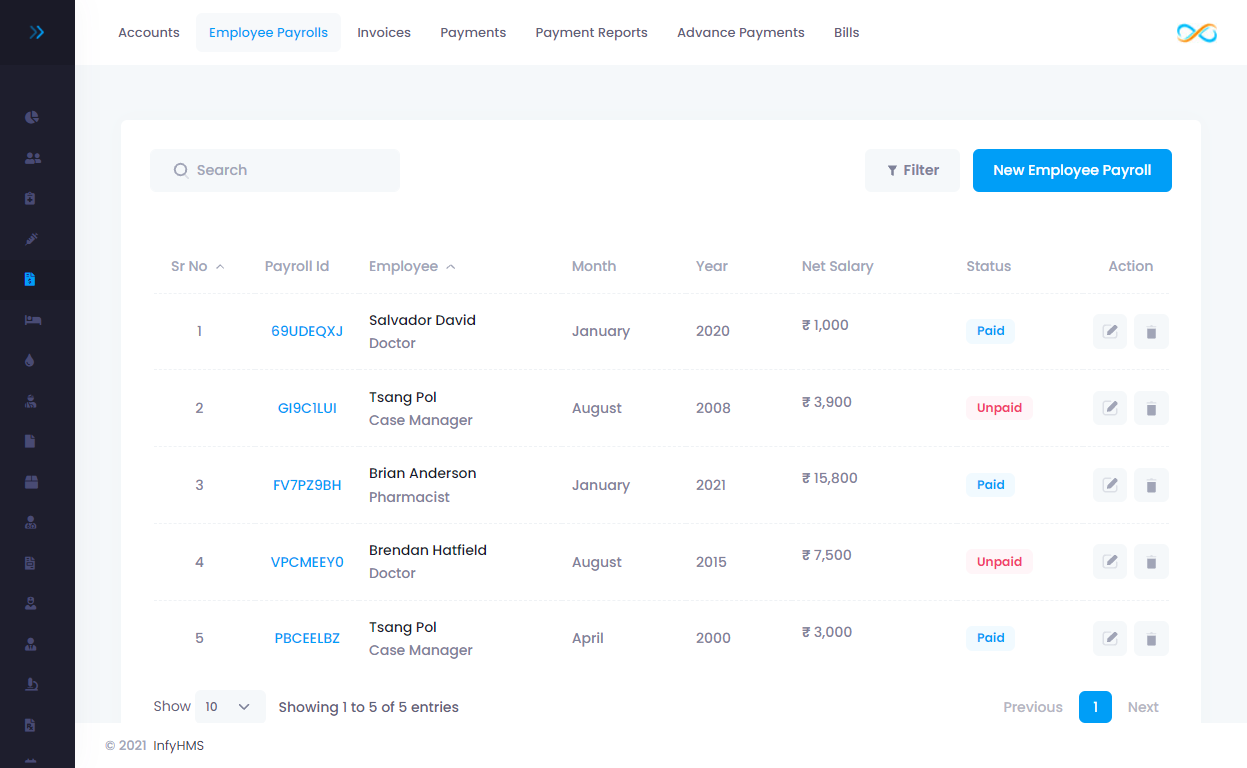 Accounts Employee Payrolls Invoices Payments Payment Reports Advance Payments Bills
Search Filter New Employee Payroll
Sr No Payroll Id Employee Month Year Net Salary Status Action
1 69UDEQXJ Salvador David Doctor January 2020 ₹ 1,000 Paid
2 GI9C1LUI Tsang Pol Case Manager August 2008 ₹ 3,900 Unpaid
3 FV7PZ9BH Brian Anderson Pharmacist January 2021 ₹ 15,800 Paid
4 VPCMEEY0 Brendan Hatfield Doctor August 2015 ₹ 7,500 Unpaid
5 PBCEELBZ Tsang Pol Case Manager April 2000 ₹ 3,000 Paid
Show 10 Showing 1 to 5 of 5 entries Previous 1 Next
© 2021 InfyHMS